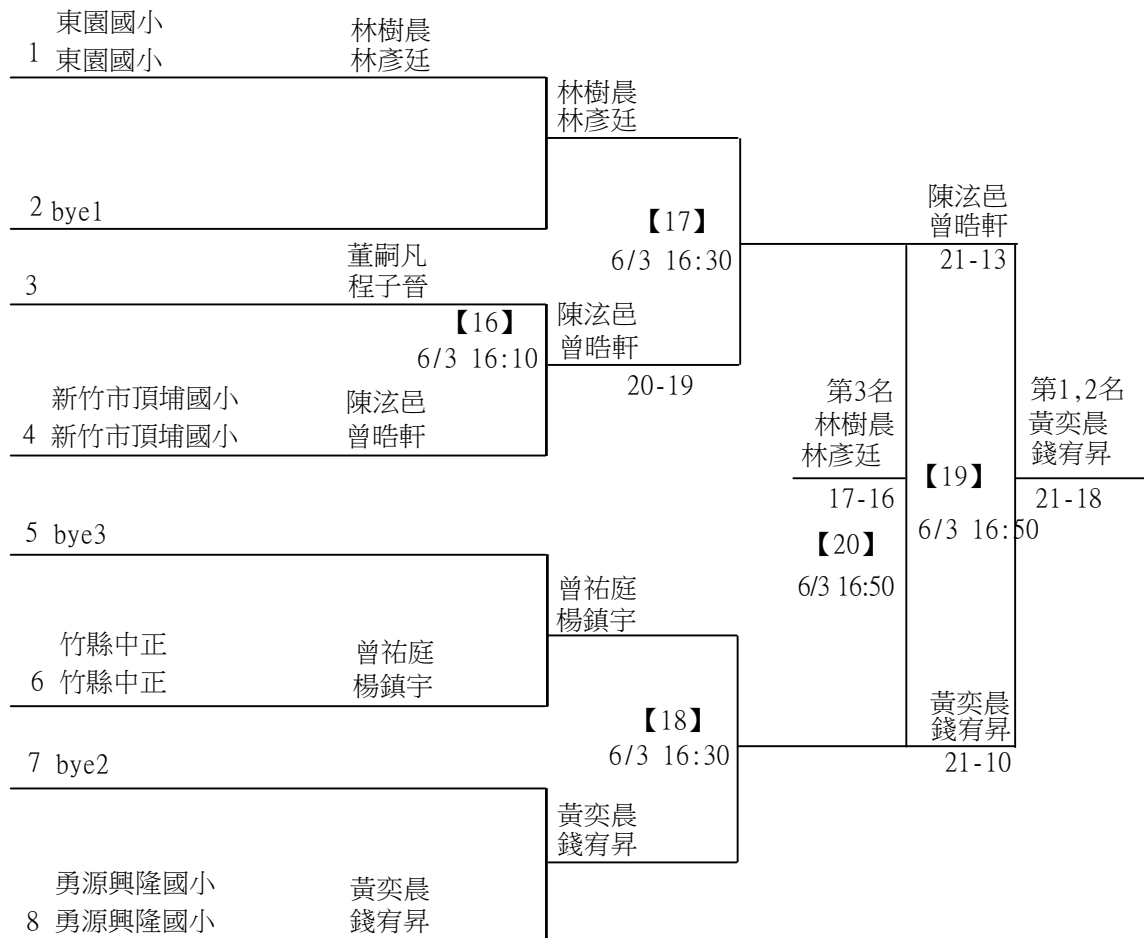 東園國小
林樹晨
1 東園國小
林彥廷
林樹晨
林彥廷
2 bye1
【17】
6/3 16:30
陳泫邑
曾晧軒
21-13
3
董嗣凡
程子晉
【16】
6/3 16:10
陳泫邑
曾晧軒
20-19
新竹市頂埔國小
陳泫邑
4 新竹市頂埔國小
曾晧軒
第3名
林樹晨
林彥廷
17-16
【20】
6/3 16:50
【19】
6/3 16:50
第1,2名
黃奕晨
錢宥昇
21-18
5 bye3
曾祐庭
楊鎮宇
竹縣中正
曾祐庭
6 竹縣中正
楊鎮宇
【18】
6/3 16:30
黃奕晨
錢宥昇
21-10
7 bye2
黃奕晨
錢宥昇
勇源興隆國小
黃奕晨
8 勇源興隆國小
錢宥昇